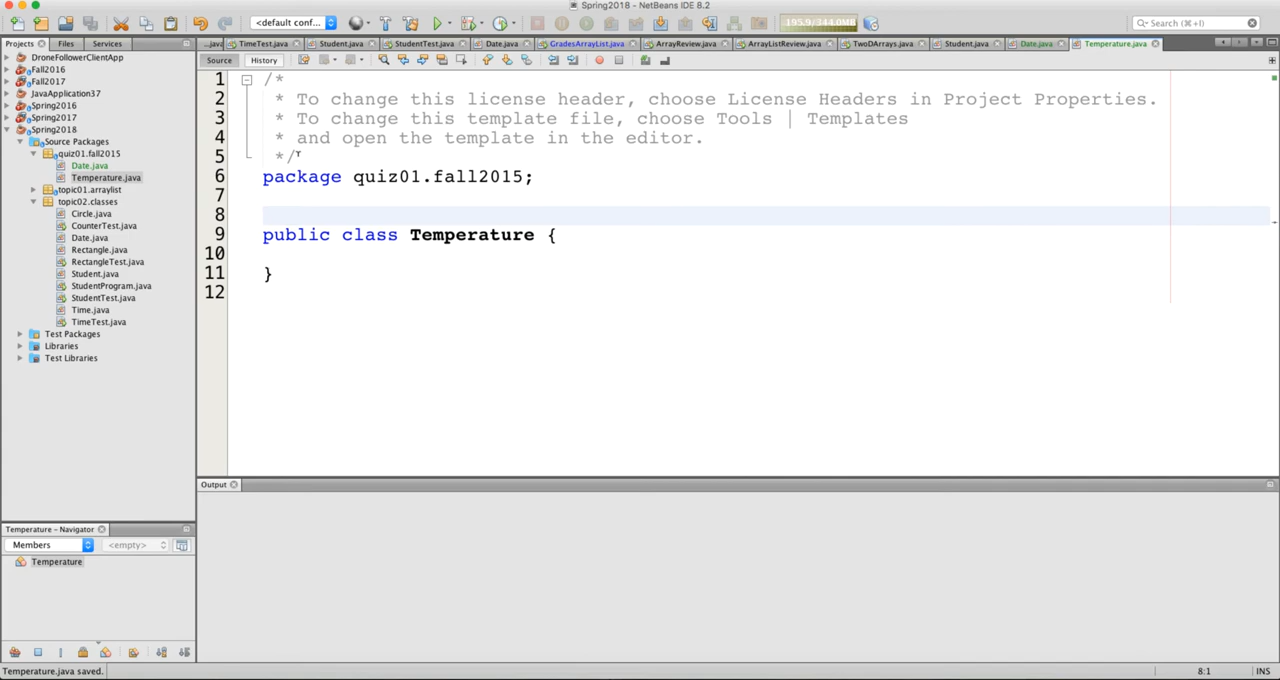 Spring2018 - NetBeans IDE 8.2
<default conf...
195.9/344.0MB
Search (⌘+I)
Projects
Files
Services
...java
TimeTest.java
Student.java
StudentTest.java
Date.java
GradesArrayList.java
ArrayReview.java
ArrayListReview.java
TwoDArrays.java
Student.java
Date.java
Temperature.java
Source
History
DroneFollowerClientApp
Fall2016
Fall2017
JavaApplication37
Spring2016
Spring2017
Spring2018
Source Packages
quiz01.fall2015
Date.java
Temperature.java
topic01.arraylist
topic02.classes
Circle.java
CounterTest.java
Date.java
Rectangle.java
RectangleTest.java
Student.java
StudentProgram.java
StudentTest.java
Time.java
TimeTest.java
Test Packages
Libraries
Test Libraries
1 /*
2 * To change this license header, choose License Headers in Project Properties.
3 * To change this template file, choose Tools | Templates
4 * and open the template in the editor.
5 */
6 package quiz01.fall2015;
7
8
9 public class Temperature {
10
11 }
12
Output
Temperature - Navigator
Members
<empty>
Temperature
Temperature.java saved.
8:1
INS